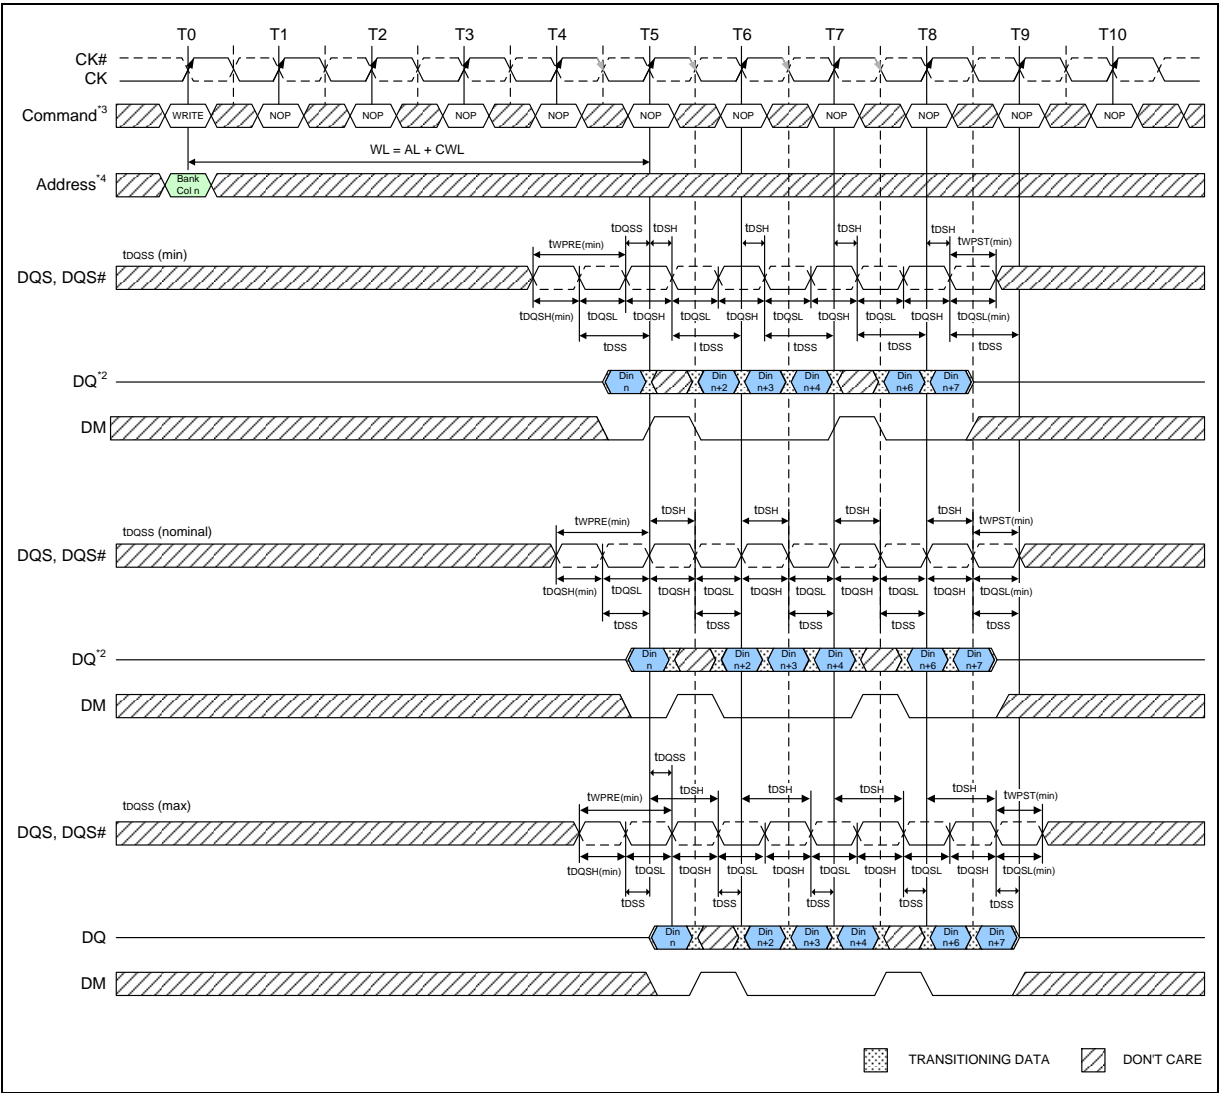 T0 T1 T2 T3 T4 T5 T6 T7 T8 T9 T10
CK#
CK
Command*3 WRITE NOP NOP NOP NOP NOP NOP NOP NOP NOP NOP
WL = AL + CWL
Address*4 Bank
Col n
tDQSS tDSH tDSH tDSH tDSH
tDQSS (min) tWPRE(min) tWPST(min)
DQS, DQS#
tDQSH(min) tDQSL tDQSH tDQSL tDQSH tDQSL tDQSH tDQSL tDQSH tDQSL(min)
tDSS tDSS tDSS tDSS tDSS
DQ*2 Din Din Din Din Din Din
n n+2 n+3 n+4 n+6 n+7
DM
tDSH tDSH tDSH tDSH
tDQSS (nominal) tWPRE(min) tWPST(min)
DQS, DQS#
tDQSH(min) tDQSL tDQSH tDQSL tDQSH tDQSL tDQSH tDQSL tDQSH tDQSL(min)
tDSS tDSS tDSS tDSS tDSS
DQ*2 Din Din Din Din Din Din
n n+2 n+3 n+4 n+6 n+7
DM
tDQSS
tDQSS (max) tWPRE(min) tDSH tDSH tDSH tDSH tWPST(min)
DQS, DQS#
tDQSH(min) tDQSL tDQSH tDQSL tDQSH tDQSL tDQSH tDQSL tDQSH tDQSL(min)
tDSS tDSS tDSS tDSS tDSS
DQ Din Din Din Din Din Din
n n+2 n+3 n+4 n+6 n+7
DM
TRANSITIONING DATA DON'T CARE